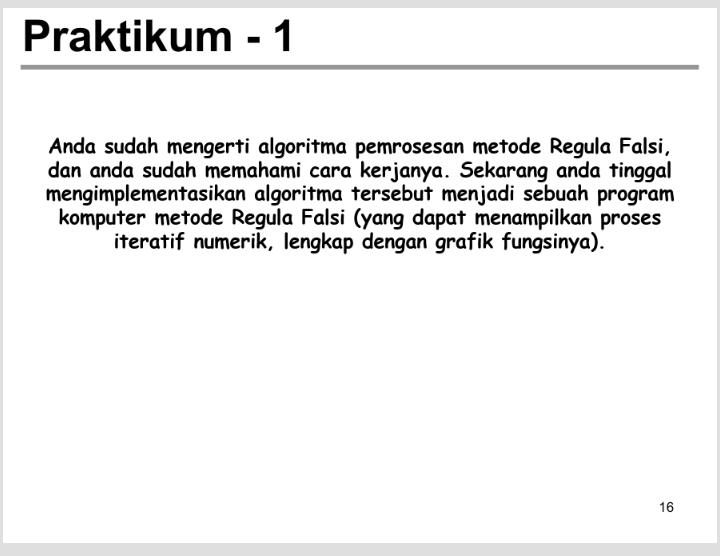 Praktikum - 1
Anda sudah mengerti algoritma pemrosesan metode Regula Falsi,
dan anda sudah memahami cara kerjanya. Sekarang anda tinggal
mengimplementasikan algoritma tersebut menjadi sebuah program
komputer metode Regula Falsi (yang dapat menampilkan proses
iteratif numerik, lengkap dengan grafik fungsinya).
16